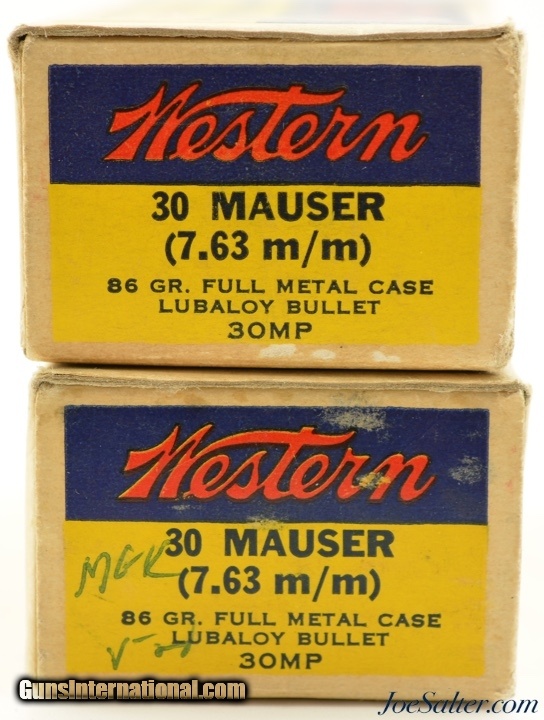 Western
30 MAUSER
(7.63 m/m)
86 GR. FULL METAL CASE
LUBALOY BULLET
30MP
Western
30 MAUSER
(7.63 m/m)
86 GR. FULL METAL CASE
LUBALOY BULLET
30MP
GunsInternational.com
JoeSalter.com